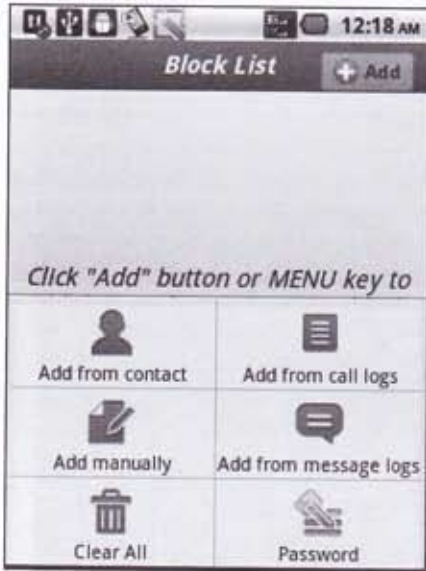 12:18 AM
Block List
Add
Click "Add" button or MENU key to
Add from contact
Add from call logs
Add manually
Add from message logs
Clear All
Password